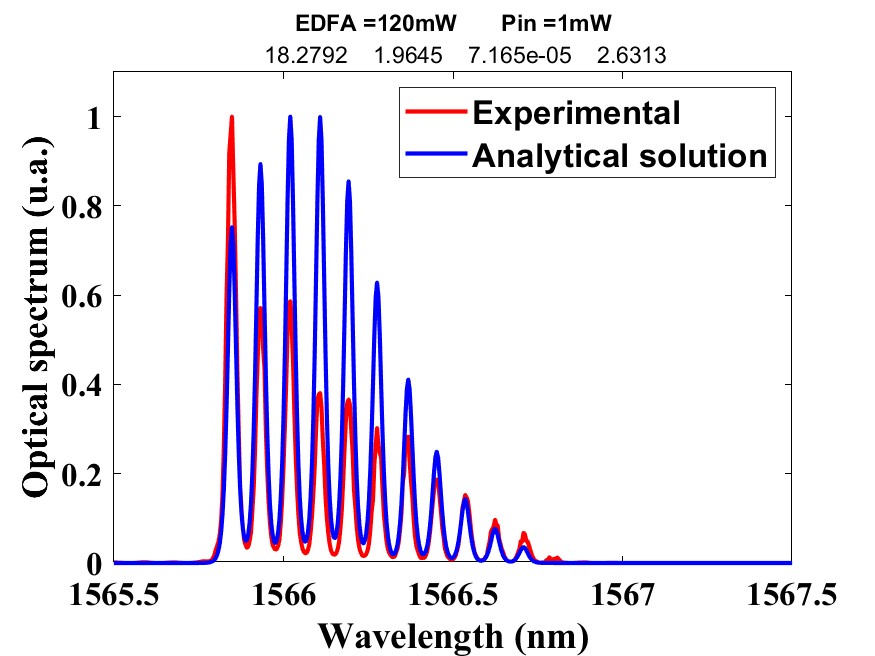 EDFA =120mW Pin =1mW
18.2792 1.9645 7.165e-05 2.6313
Experimental
Analytical solution
Optical spectrum (u.a.)
1
0.8
0.6
0.4
0.2
0
1565.5 1566 1566.5 1567 1567.5
Wavelength (nm)